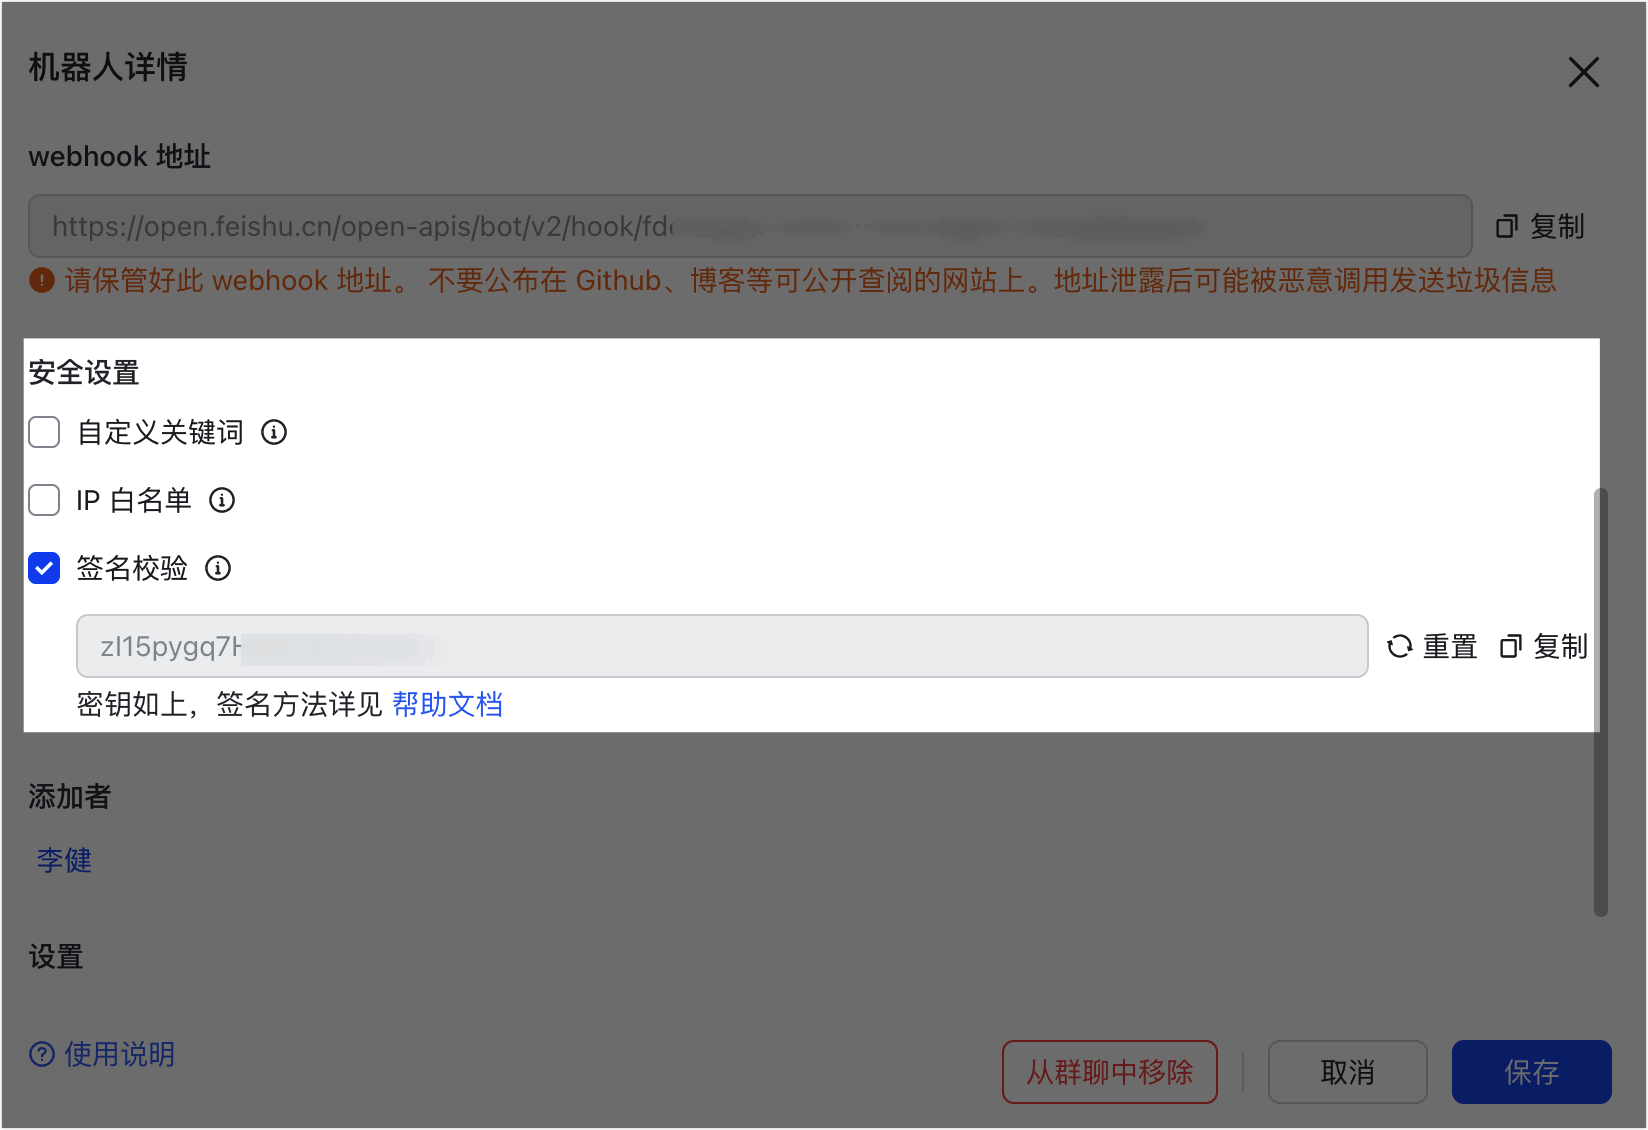 机器人详情
webhook 地址
https://open.feishu.cn/open-apis/bot/v2/hook/fd
复制
请保管好此 webhook 地址。 不要公布在 Github、博客等可公开查阅的网站上。地址泄露后可能被恶意调用发送垃圾信息
安全设置
自定义关键词
IP 白名单
签名校验
zI15pygq7H
重置 复制
密钥如上，签名方法详见 帮助文档
添加者
李健
设置
使用说明
从群聊中移除 取消 保存